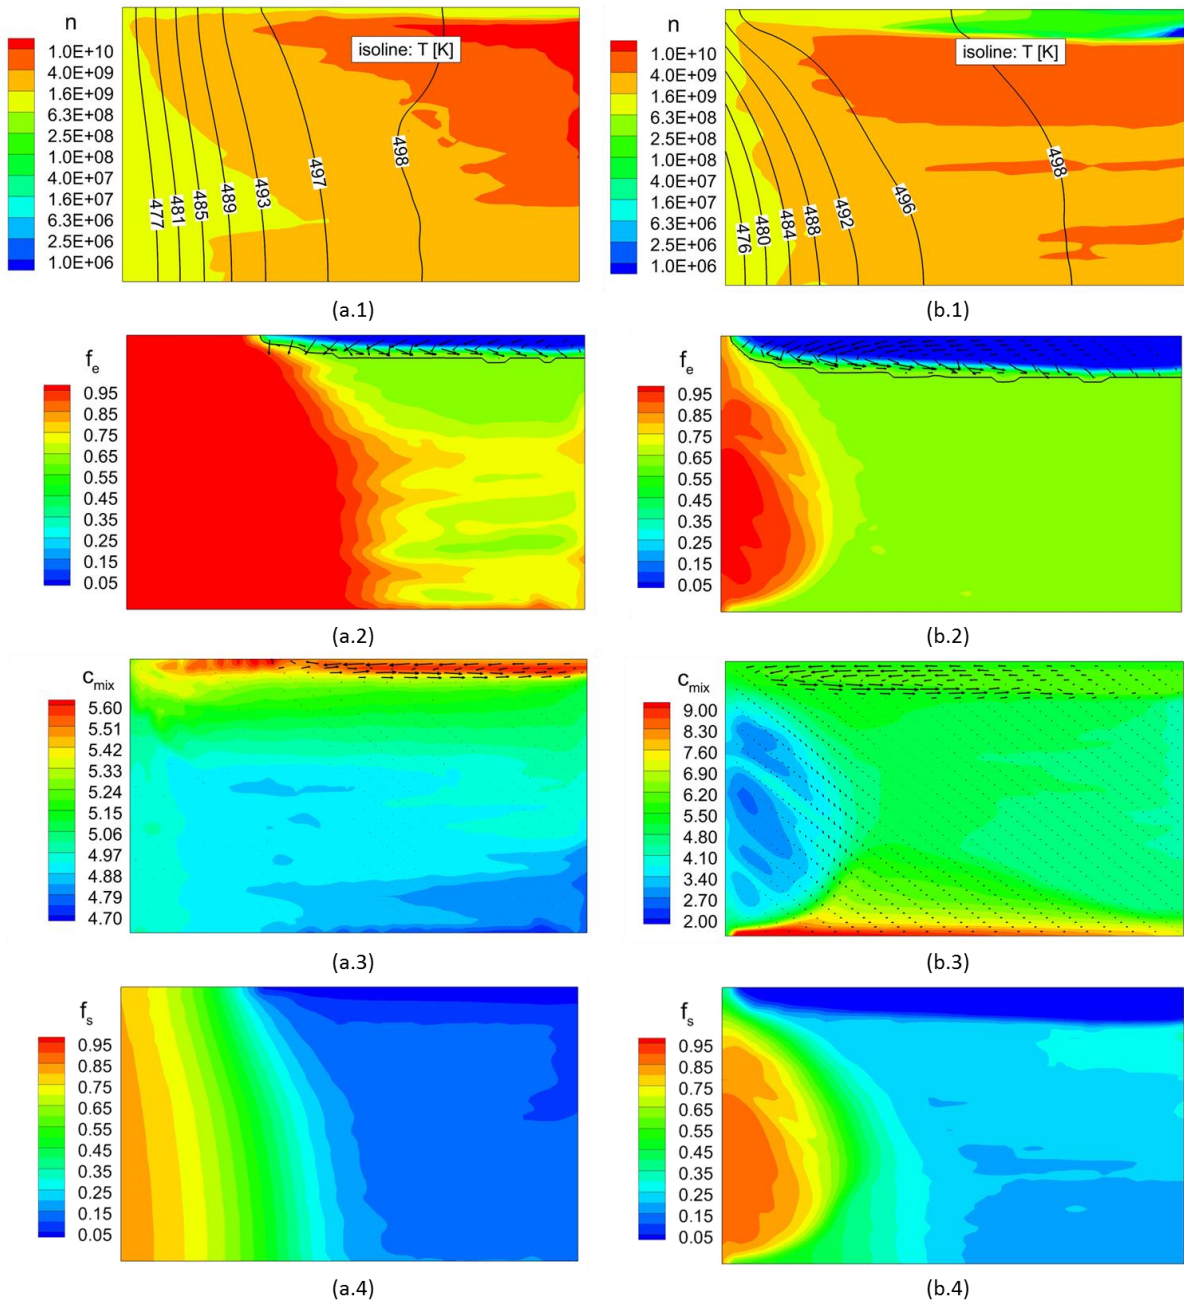 n
1.0E+10
4.0E+09
1.6E+09
6.3E+08
2.5E+08
1.0E+08
4.0E+07
1.6E+07
6.3E+06
2.5E+06
1.0E+06
isoline: T [K]
477
481
485
489
493
497
498
(a.1)
n
1.0E+10
4.0E+09
1.6E+09
6.3E+08
2.5E+08
1.0E+08
4.0E+07
1.6E+07
6.3E+06
2.5E+06
1.0E+06
isoline: T [K]
476
480
484
488
492
496
498
(b.1)
fe
0.95
0.85
0.75
0.65
0.55
0.45
0.35
0.25
0.15
0.05
(a.2)
fe
0.95
0.85
0.75
0.65
0.55
0.45
0.35
0.25
0.15
0.05
(b.2)
cmix
5.60
5.51
5.42
5.33
5.24
5.15
5.06
4.97
4.88
4.79
4.70
(a.3)
cmix
9.00
8.30
7.60
6.90
6.20
5.50
4.80
4.10
3.40
2.70
2.00
(b.3)
fs
0.95
0.85
0.75
0.65
0.55
0.45
0.35
0.25
0.15
0.05
(a.4)
fs
0.95
0.85
0.75
0.65
0.55
0.45
0.35
0.25
0.15
0.05
(b.4)